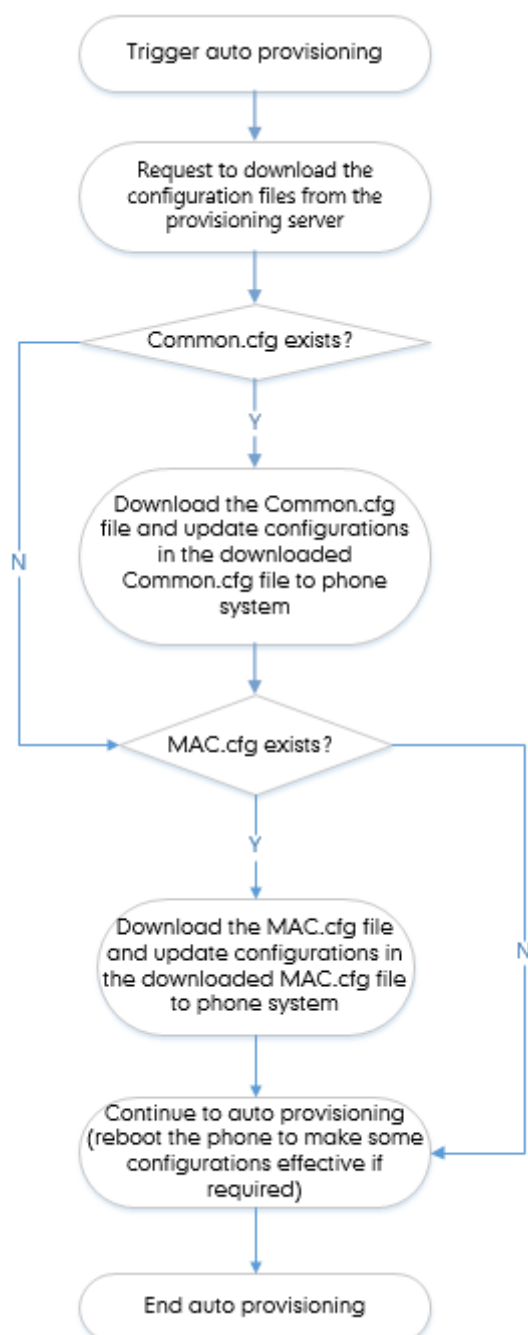 Trigger auto provisioning
Request to download the
configuration files from the
provisioning server
Common.cfg exists?
Y
Download the Common.cfg
file and update configurations
in the downloaded
Common.cfg file to phone
system
N
MAC.cfg exists?
Y
Download the MAC.cfg file
and update configurations in
the downloaded MAC.cfg file
to phone system
N
Continue to auto provisioning
(reboot the phone to make some
configurations effective if
required)
End auto provisioning